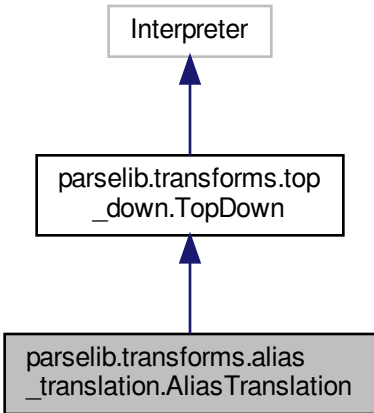 Interpreter
parselib.transforms.top
_down.TopDown
parselib.transforms.alias
_translation.AliasTranslation